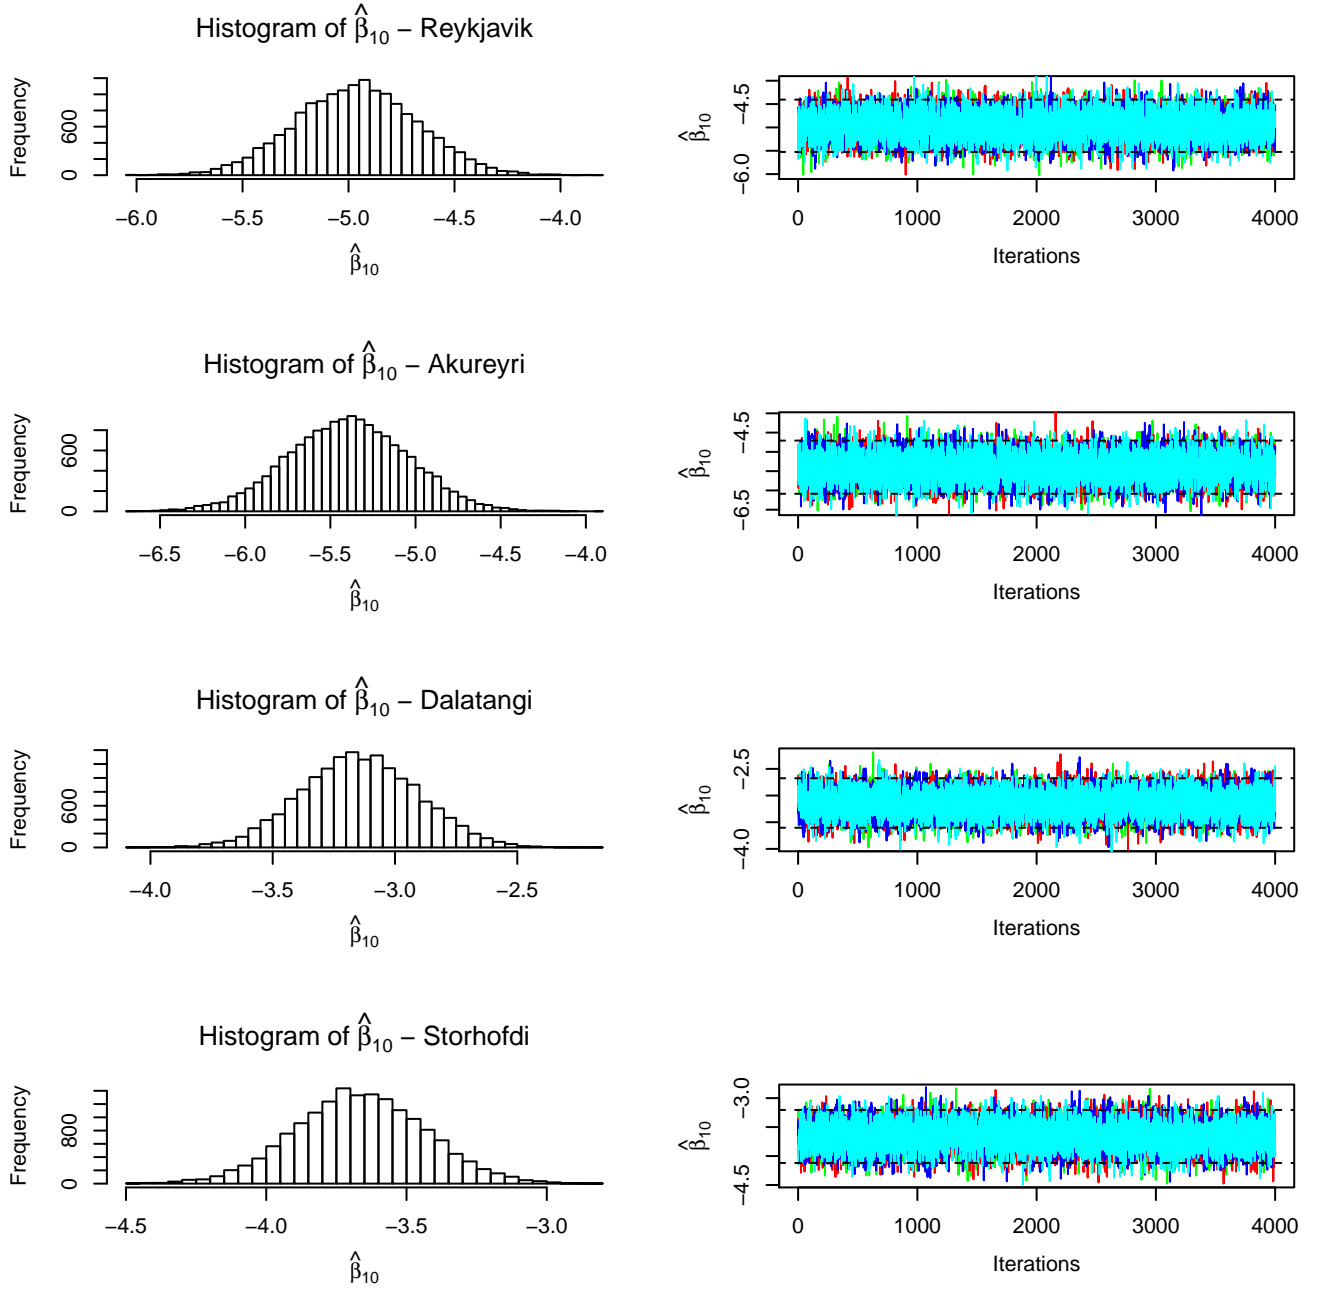 Histogram of β̂₁₀ − Reykjavik
Frequency
0 600
−6.0 −5.5 −5.0 −4.5 −4.0
β̂₁₀
β̂₁₀
−6.0 −4.5
0 1000 2000 3000 4000
Iterations
Histogram of β̂₁₀ − Akureyri
Frequency
0 600
−6.5 −6.0 −5.5 −5.0 −4.5 −4.0
β̂₁₀
β̂₁₀
−6.5 −4.5
0 1000 2000 3000 4000
Iterations
Histogram of β̂₁₀ − Dalatangi
Frequency
0 600
−4.0 −3.5 −3.0 −2.5
β̂₁₀
β̂₁₀
−4.0 −2.5
0 1000 2000 3000 4000
Iterations
Histogram of β̂₁₀ − Storhofdi
Frequency
0 800
−4.5 −4.0 −3.5 −3.0
β̂₁₀
β̂₁₀
−4.5 −3.0
0 1000 2000 3000 4000
Iterations